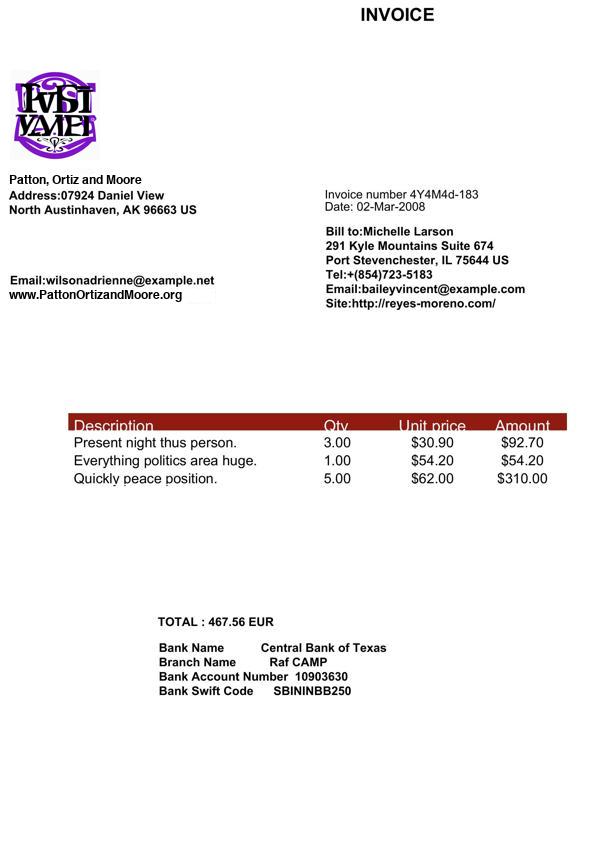 INVOICE
Patton, Ortiz and Moore
Address:07924 Daniel View
North Austinhaven, AK 96663 US
Email:wilsonadrienne@example.net
www.PattonOrtizandMoore.org
Invoice number 4Y4M4d-183
Date: 02-Mar-2008
Bill to:Michelle Larson
291 Kyle Mountains Suite 674
Port Stevenchester, IL 75644 US
Tel:+(854)723-5183
Email:baileyvincent@example.com
Site:http://reyes-moreno.com/
Description Qty Unit price Amount
Present night thus person. 3.00 $30.90 $92.70
Everything politics area huge. 1.00 $54.20 $54.20
Quickly peace position. 5.00 $62.00 $310.00
TOTAL : 467.56 EUR
Bank Name Central Bank of Texas
Branch Name Raf CAMP
Bank Account Number 10903630
Bank Swift Code SBININBB250